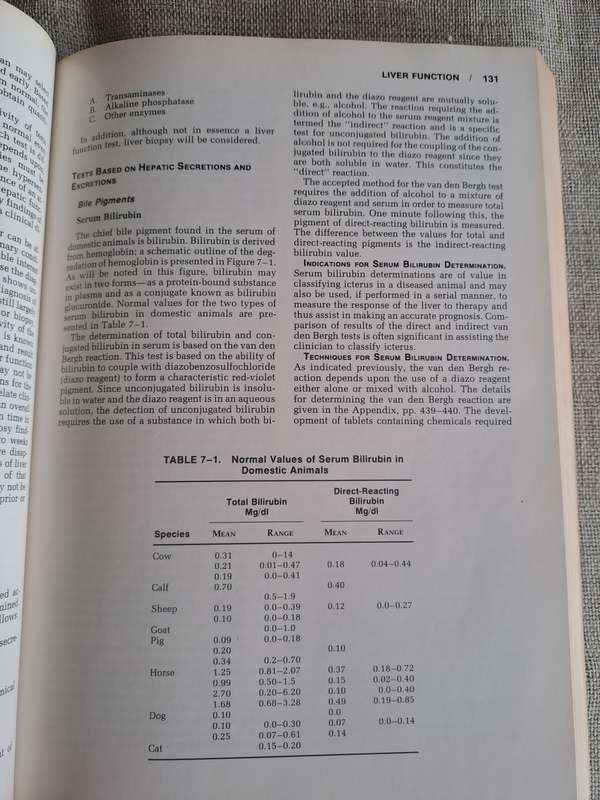 LIVER FUNCTION / 131
A. Transaminases
B. Alkaline phosphatase
C. Other enzymes
In addition, although not in essence a liver
function test, liver biopsy will be considered.
TESTS BASED ON HEPATIC SECRETIONS AND
EXCRETIONS
Bile Pigments
Serum Bilirubin
The chief bile pigment found in the serum of
domestic animals is bilirubin. Bilirubin is derived
from hemoglobin; a schematic outline of the deg-
radation of hemoglobin is presented in Figure 7–1.
As will be noted in this figure, bilirubin may
exist in two forms—as a protein-bound substance
in plasma and as a conjugate known as bilirubin
glucuronide. Normal values for the two types of
serum bilirubin in domestic animals are pre-
sented in Table 7–1.
The determination of total bilirubin and con-
jugated bilirubin in serum is based on the van den
Bergh reaction. This test is based on the ability of
bilirubin to couple with diazobenzosulfochloride
(diazo reagent) to form a characteristic red-violet
pigment. Since unconjugated bilirubin is insolu-
ble in water and the diazo reagent is in an aqueous
solution, the detection of unconjugated bilirubin
requires the use of a substance in which both bi-
lirubin and the diazo reagent are mutually solu-
ble, e.g., alcohol. The reaction requiring the ad-
dition of alcohol to the serum reagent mixture is
termed the "indirect" reaction and is a specific
test for unconjugated bilirubin. The addition of
alcohol is not required for the coupling of the con-
jugated bilirubin to the diazo reagent since they
are both soluble in water. This constitutes the
"direct" reaction.
The accepted method for the van den Bergh test
requires the addition of alcohol to a mixture of
diazo reagent and serum in order to measure total
serum bilirubin. One minute following this, the
pigment of direct-reacting bilirubin is measured.
The difference between the values for total and
direct-reacting pigments is the indirect-reacting
bilirubin value.
INDICATIONS FOR SERUM BILIRUBIN DETERMINATION.
Serum bilirubin determinations are of value in
classifying icterus in a diseased animal and may
also be used, if performed in a serial manner, to
measure the response of the liver to therapy and
thus assist in making an accurate prognosis. Com-
parison of results of the direct and indirect van
den Bergh tests is often significant in assisting the
clinician to classify icterus.
TECHNIQUES FOR SERUM BILIRUBIN DETERMINATION.
As indicated previously, the van den Bergh re-
action depends upon the use of a diazo reagent
either alone or mixed with alcohol. The details
for determining the van den Bergh reaction are
given in the Appendix, pp. 439–440. The devel-
opment of tablets containing chemicals required
TABLE 7–1. Normal Values of Serum Bilirubin in
Domestic Animals
Total Bilirubin Mg/dl Direct-Reacting Bilirubin Mg/dl
Species MEAN RANGE MEAN RANGE
Cow 0.31 0–14
0.21 0.01–0.47 0.18 0.04–0.44
0.19 0.0–0.41
Calf 0.70 0.40
0.5–1.9
Sheep 0.19 0.0–0.39 0.12 0.0–0.27
0.10 0.0–0.18
Goat 0.0–1.0
Pig 0.09 0.0–0.18
0.20 0.10
0.34 0.2–0.70
Horse 1.25 0.81–2.07 0.37 0.18–0.72
0.99 0.50–1.5 0.15 0.02–0.40
2.70 0.20–6.20 0.10 0.0–0.40
1.68 0.68–3.28 0.49 0.19–0.85
Dog 0.10 0.0
0.10 0.0–0.30 0.07 0.0–0.14
0.25 0.07–0.61 0.14
Cat 0.15–0.20